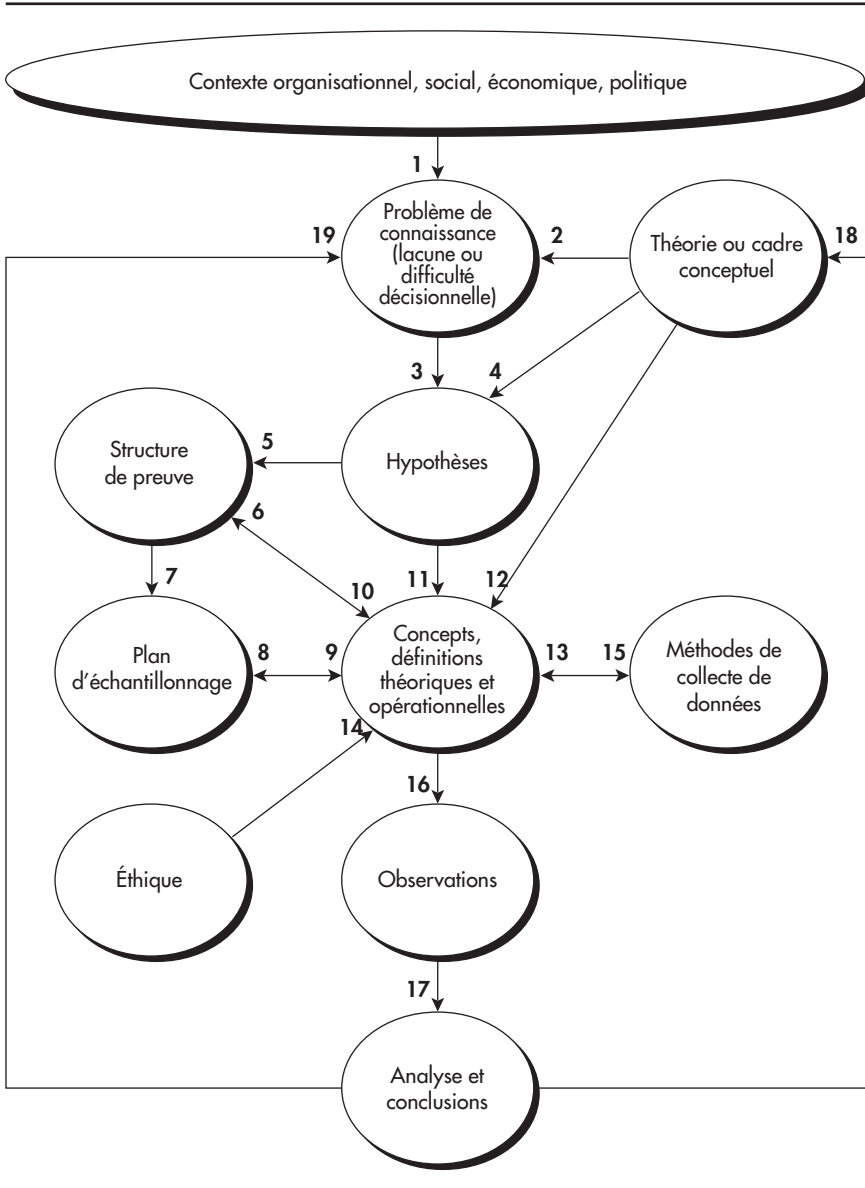 Contexte organisationnel, social, économique, politique
1
Problème de
connaissance
(lacune ou
difficulté
décisionnelle)
19
2
Théorie ou cadre
conceptuel
18
3
4
Structure
de preuve
5
Hypothèses
6
7
10
11
12
Plan
d'échantillonnage
8
9
Concepts,
définitions
théoriques et
opérationnelles
13
15
Méthodes de
collecte de
données
14
16
Éthique
Observations
17
Analyse et
conclusions